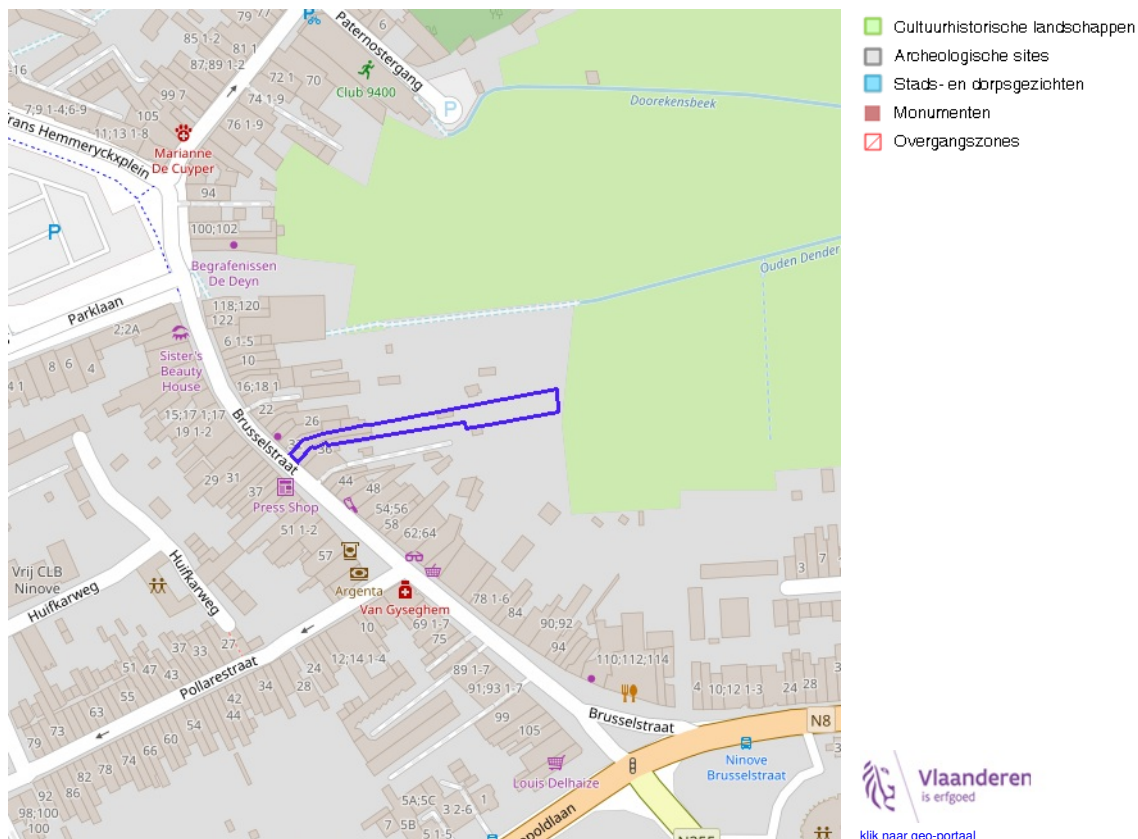 Paternostergang
6
P
85 1-2
81 1
87;89 1-2
-16
99 7
72 1
70
74 1-9
Club 9400
7;9 1-4;6-9
105
11;13 1-8
76 1-9
Doorekensbeek
Marianne
De Cuyper
94
100;102
P
Begrafenissen
De Deyn
Ouden Dender
Parklaan
118;120
122
2;2A
6 1-5
10
8
6
4
4 1
Sister's
Beauty
House
16;18 1
22
15;17 1;17
19 1-2
26
Brusselstraat
29
31
37
44
48
Press Shop
54;56
58
51 1-2
62;64
57
Vrij CLB
Ninove
Huifkarweg
Huifkarweg
Argenta
Van Gyseghem
78 1-6
84
3
7
10
69 1-7
75
90;92
94
27
37
33
12;14 1-4
51
47
43
Pollarestraat
24
28
89 1-7
110;112;114
55
34
91;93 1-7
4
10;12 1-3
24
28
63
42
44
54
73
79
60
66
74
99
105
Brusselstraat
N8
78
82
86
92
98;100
100
Louis Delhaize
Ninove
Brusselstraat
5A;5C
3 2-6
1
7
5B
5 1-5
opoldlaan
Cultuurhistorische landschappen
Archeologische sites
Stads- en dorpsgezichten
Monumenten
Overgangszones
Vlaanderen
is erfgoed
klik naar geo-portaal